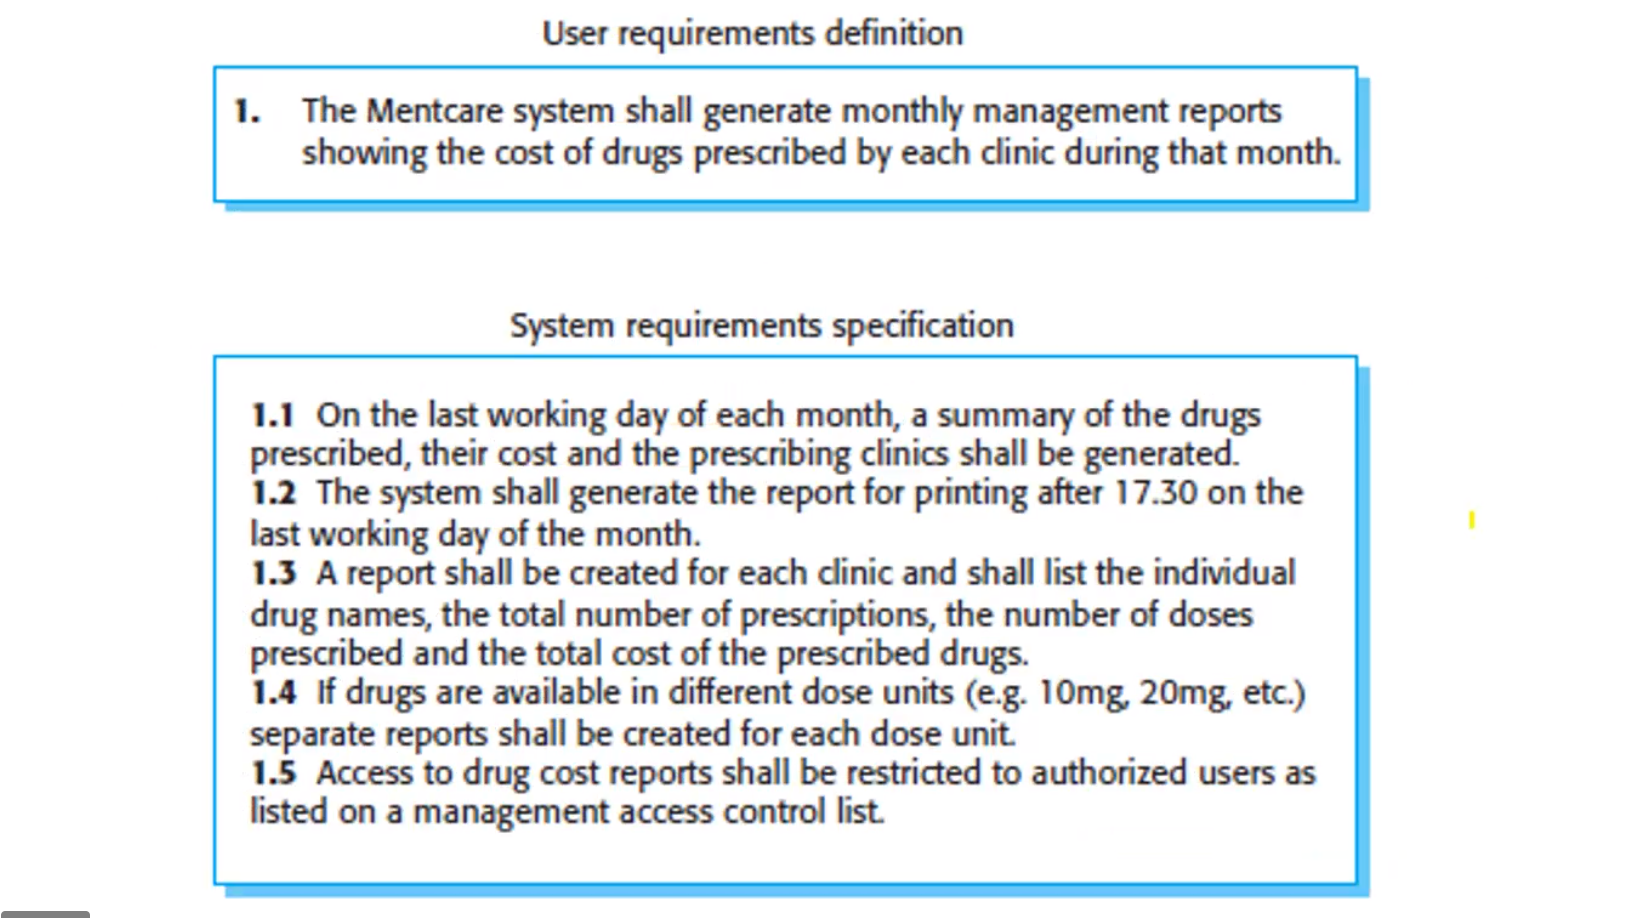 User requirements definition
1. The Mentcare system shall generate monthly management reports
showing the cost of drugs prescribed by each clinic during that month.
System requirements specification
1.1 On the last working day of each month, a summary of the drugs
prescribed, their cost and the prescribing clinics shall be generated.
1.2 The system shall generate the report for printing after 17.30 on the
last working day of the month.
1.3 A report shall be created for each clinic and shall list the individual
drug names, the total number of prescriptions, the number of doses
prescribed and the total cost of the prescribed drugs.
1.4 If drugs are available in different dose units (e.g. 10mg, 20mg, etc.)
separate reports shall be created for each dose unit.
1.5 Access to drug cost reports shall be restricted to authorized users as
listed on a management access control list.